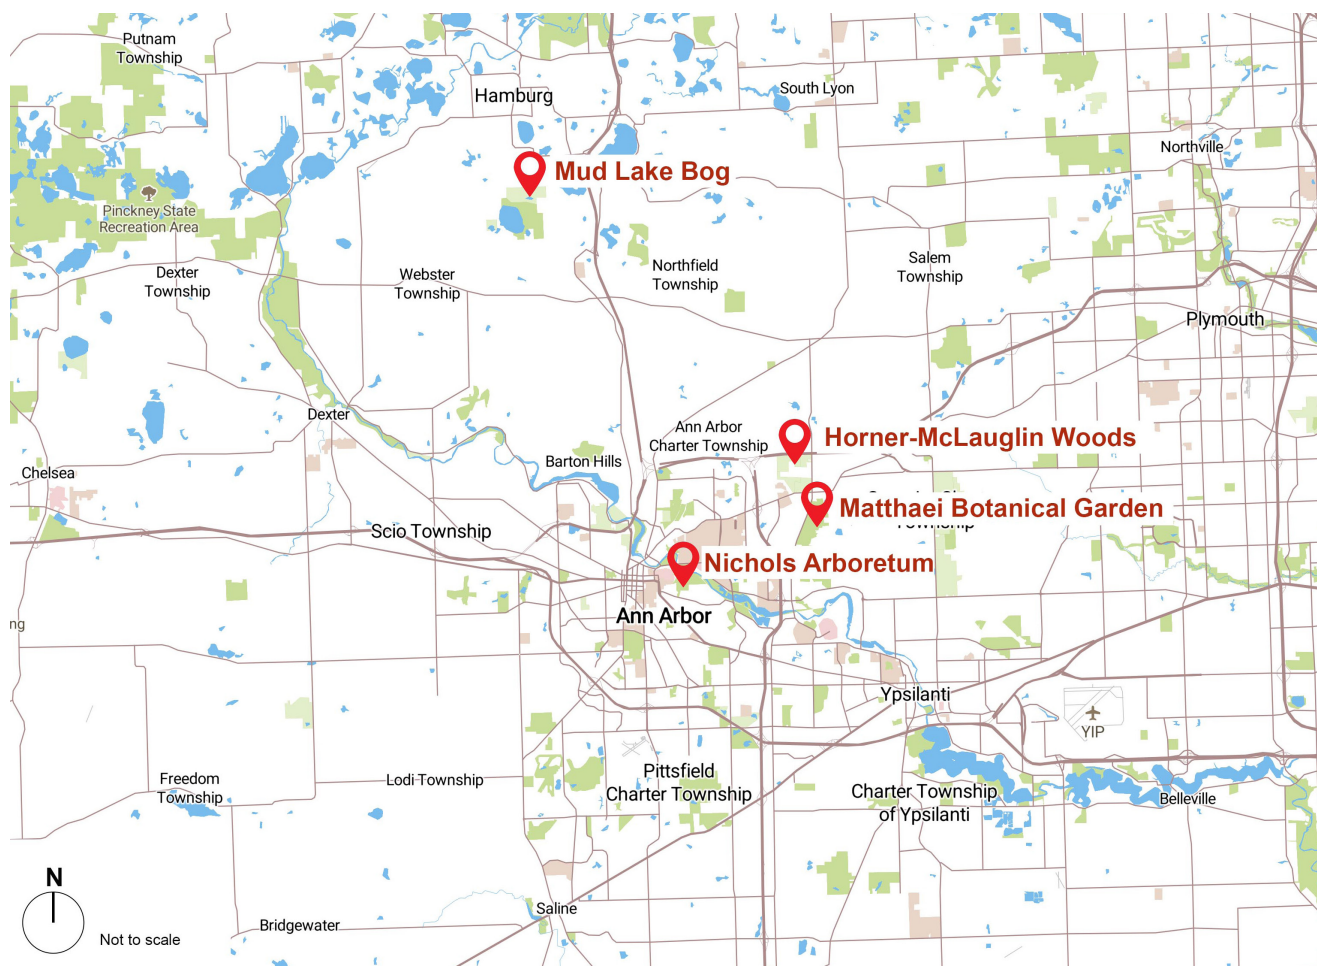 Putnam
Township
Hamburg
South Lyon
Northville
Mud Lake Bog
Pinckney State
Recreation Area
Dexter
Township
Webster
Township
Northfield
Township
Salem
Township
Plymouth
Dexter
Ann Arbor
Charter Township
Horner-McLauglin Woods
Chelsea
Barton Hills
Matthaei Botanical Garden
Township
Scio Township
Nichols Arboretum
Ann Arbor
ng
Ypsilanti
YIP
Freedom
Township
Lodi Township
Pittsfield
Charter Township
Charter Township
of Ypsilanti
Belleville
N
Not to scale
Bridgewater
Saline